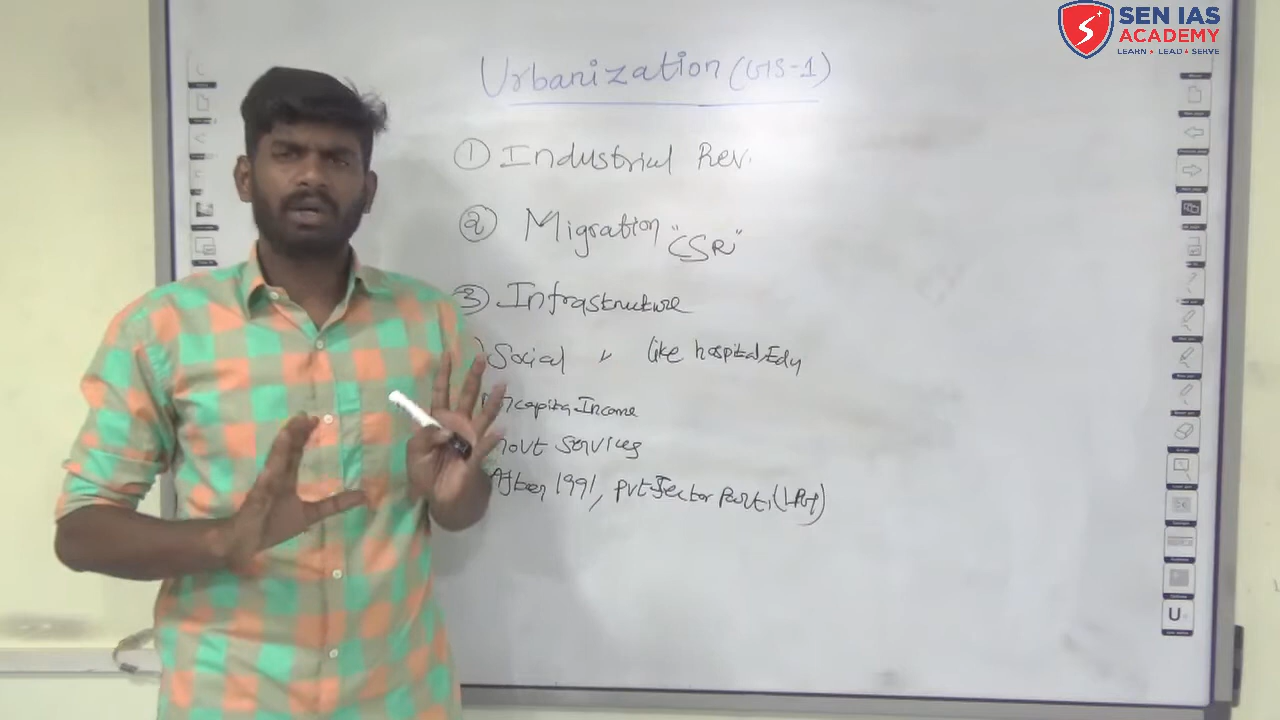 SEN IAS
ACADEMY
LEARN • LEAD • SERVE
Urbanization (GS-1)
① Industrial Rev.
② Migration "CSR"
③ Infrastructure
Social 〃 like hospital, Edu
capita Income
Govt Services
After 1991, Pvt Sector Parti (LPG)
U